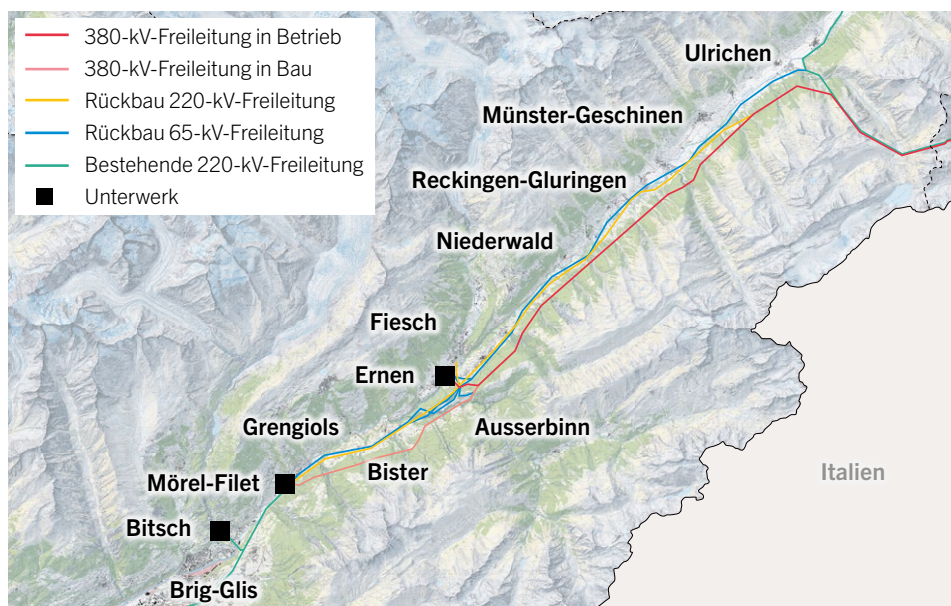 380-kV-Freileitung in Betrieb
380-kV-Freileitung in Bau
Rückbau 220-kV-Freileitung
Rückbau 65-kV-Freileitung
Bestehende 220-kV-Freileitung
Unterwerk
Ulrichen
Münster-Geschinen
Reckingen-Gluringen
Niederwald
Fiesch
Ernen
Grengiols
Ausserbinn
Mörel-Filet
Bister
Italien
Bitsch
Brig-Glis